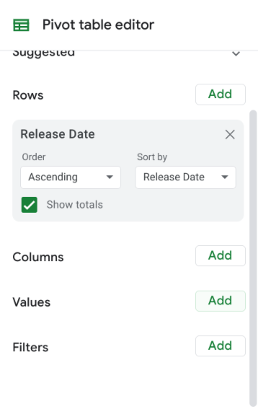 Pivot table editor
Suggested
Rows Add
Release Date
Order Sort by
Ascending Release Date
Show totals
Columns Add
Values Add
Filters Add